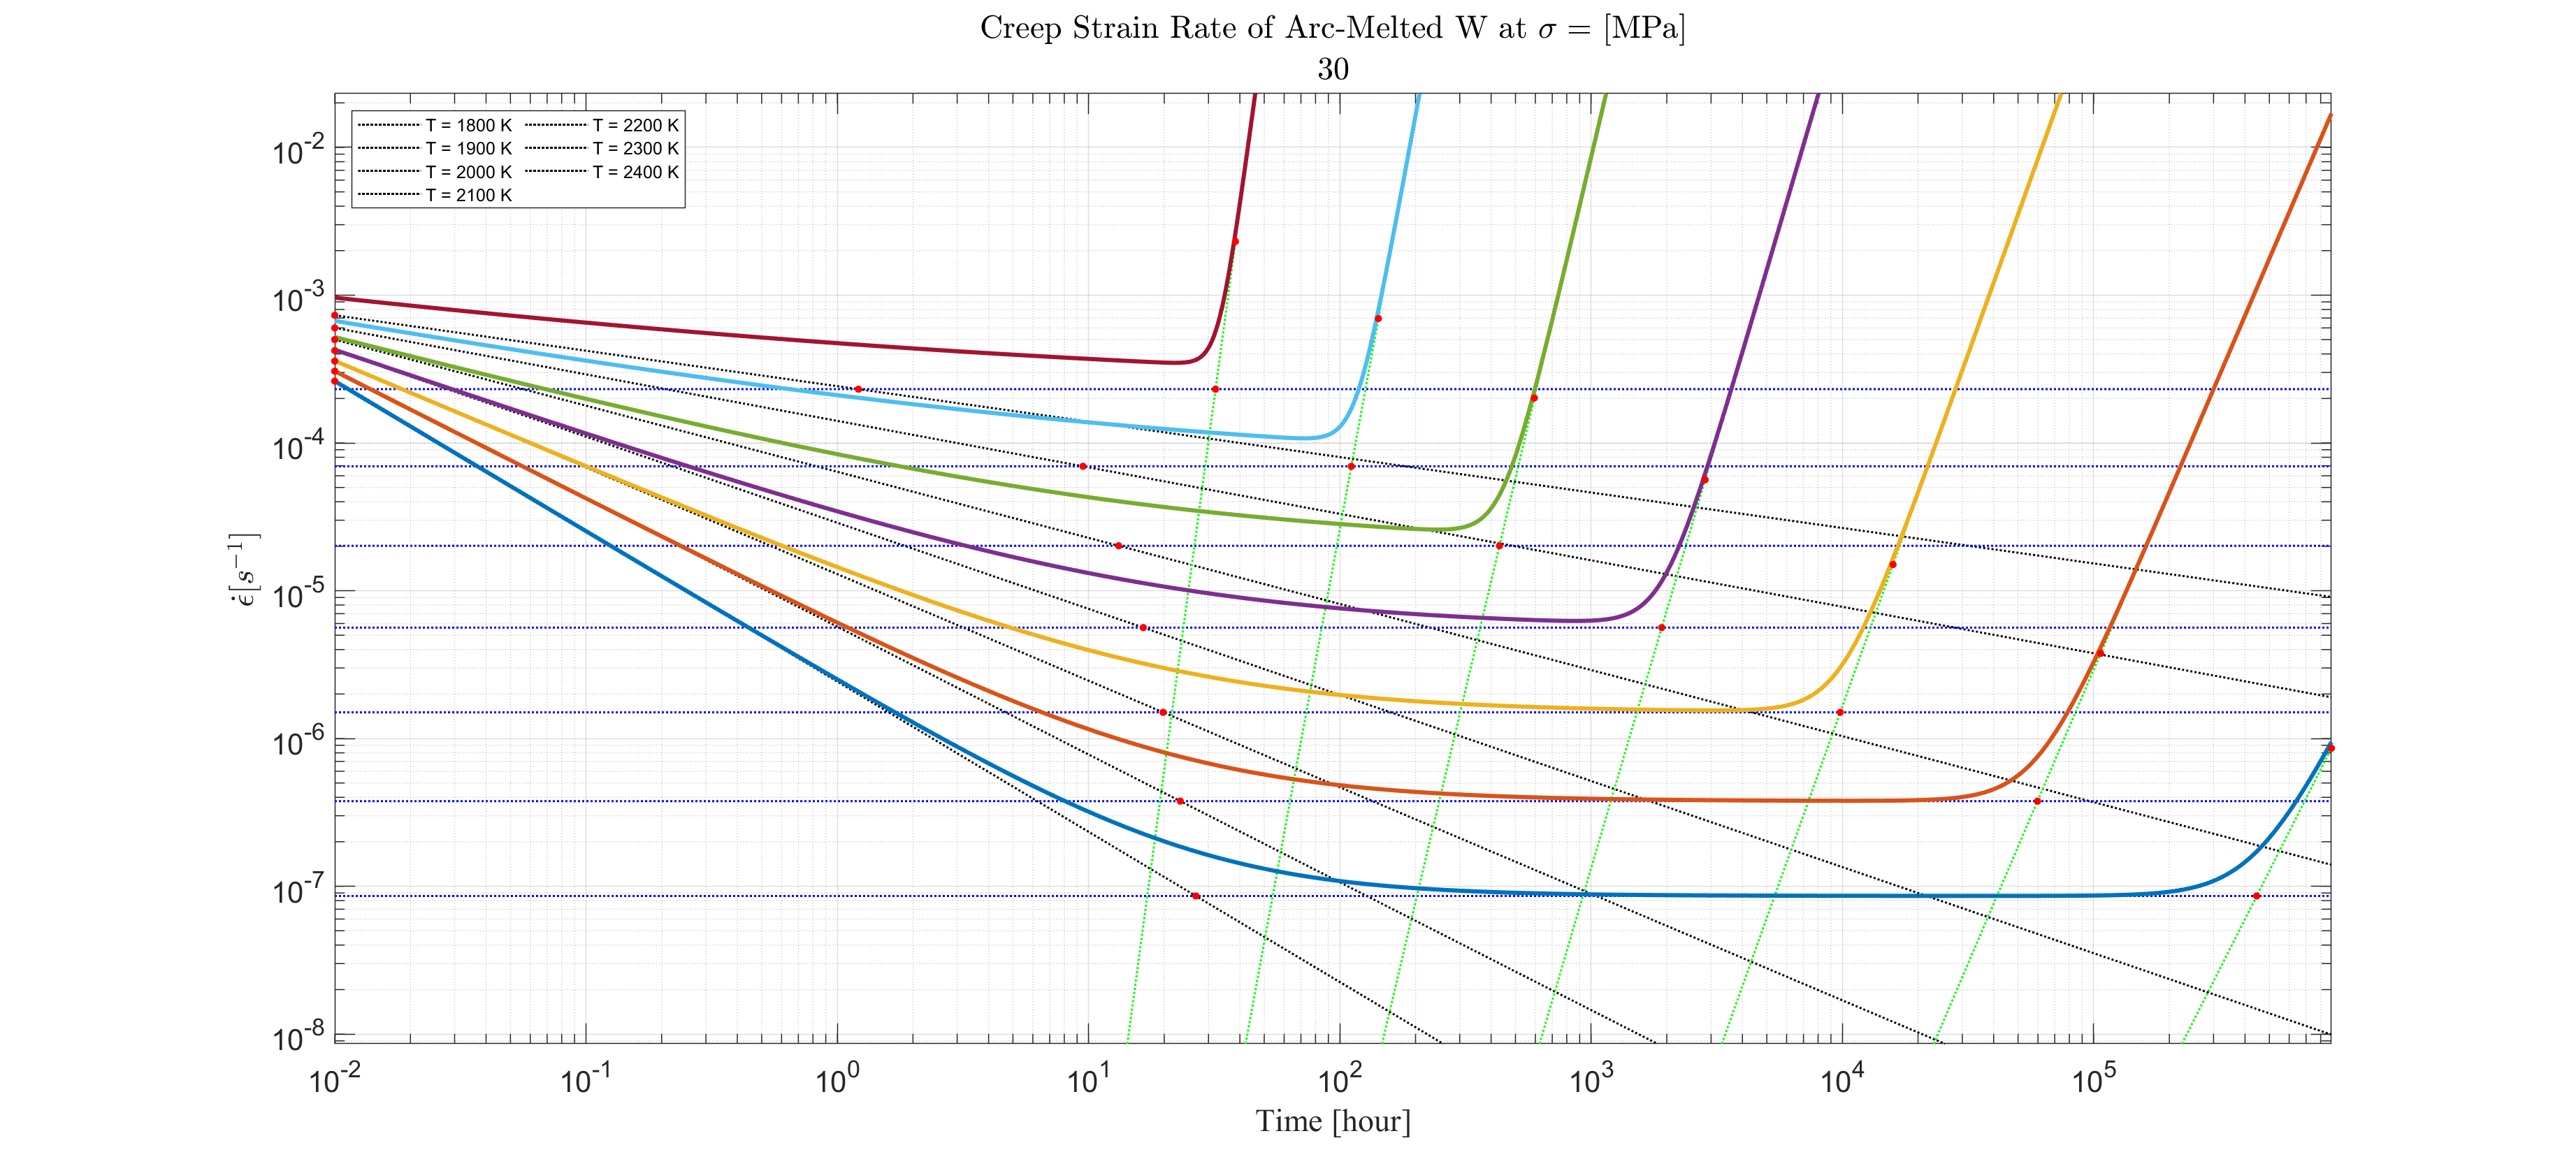 Creep Strain Rate of Arc-Melted W at σ = [MPa]
30
T = 1800 K
T = 1900 K
T = 2000 K
T = 2100 K
T = 2200 K
T = 2300 K
T = 2400 K
10^-2
10^-3
10^-4
10^-5
10^-6
10^-7
10^-8
ϵ̇[s^−1]
10^-2 10^-1 10^0 10^1 10^2 10^3 10^4 10^5
Time [hour]